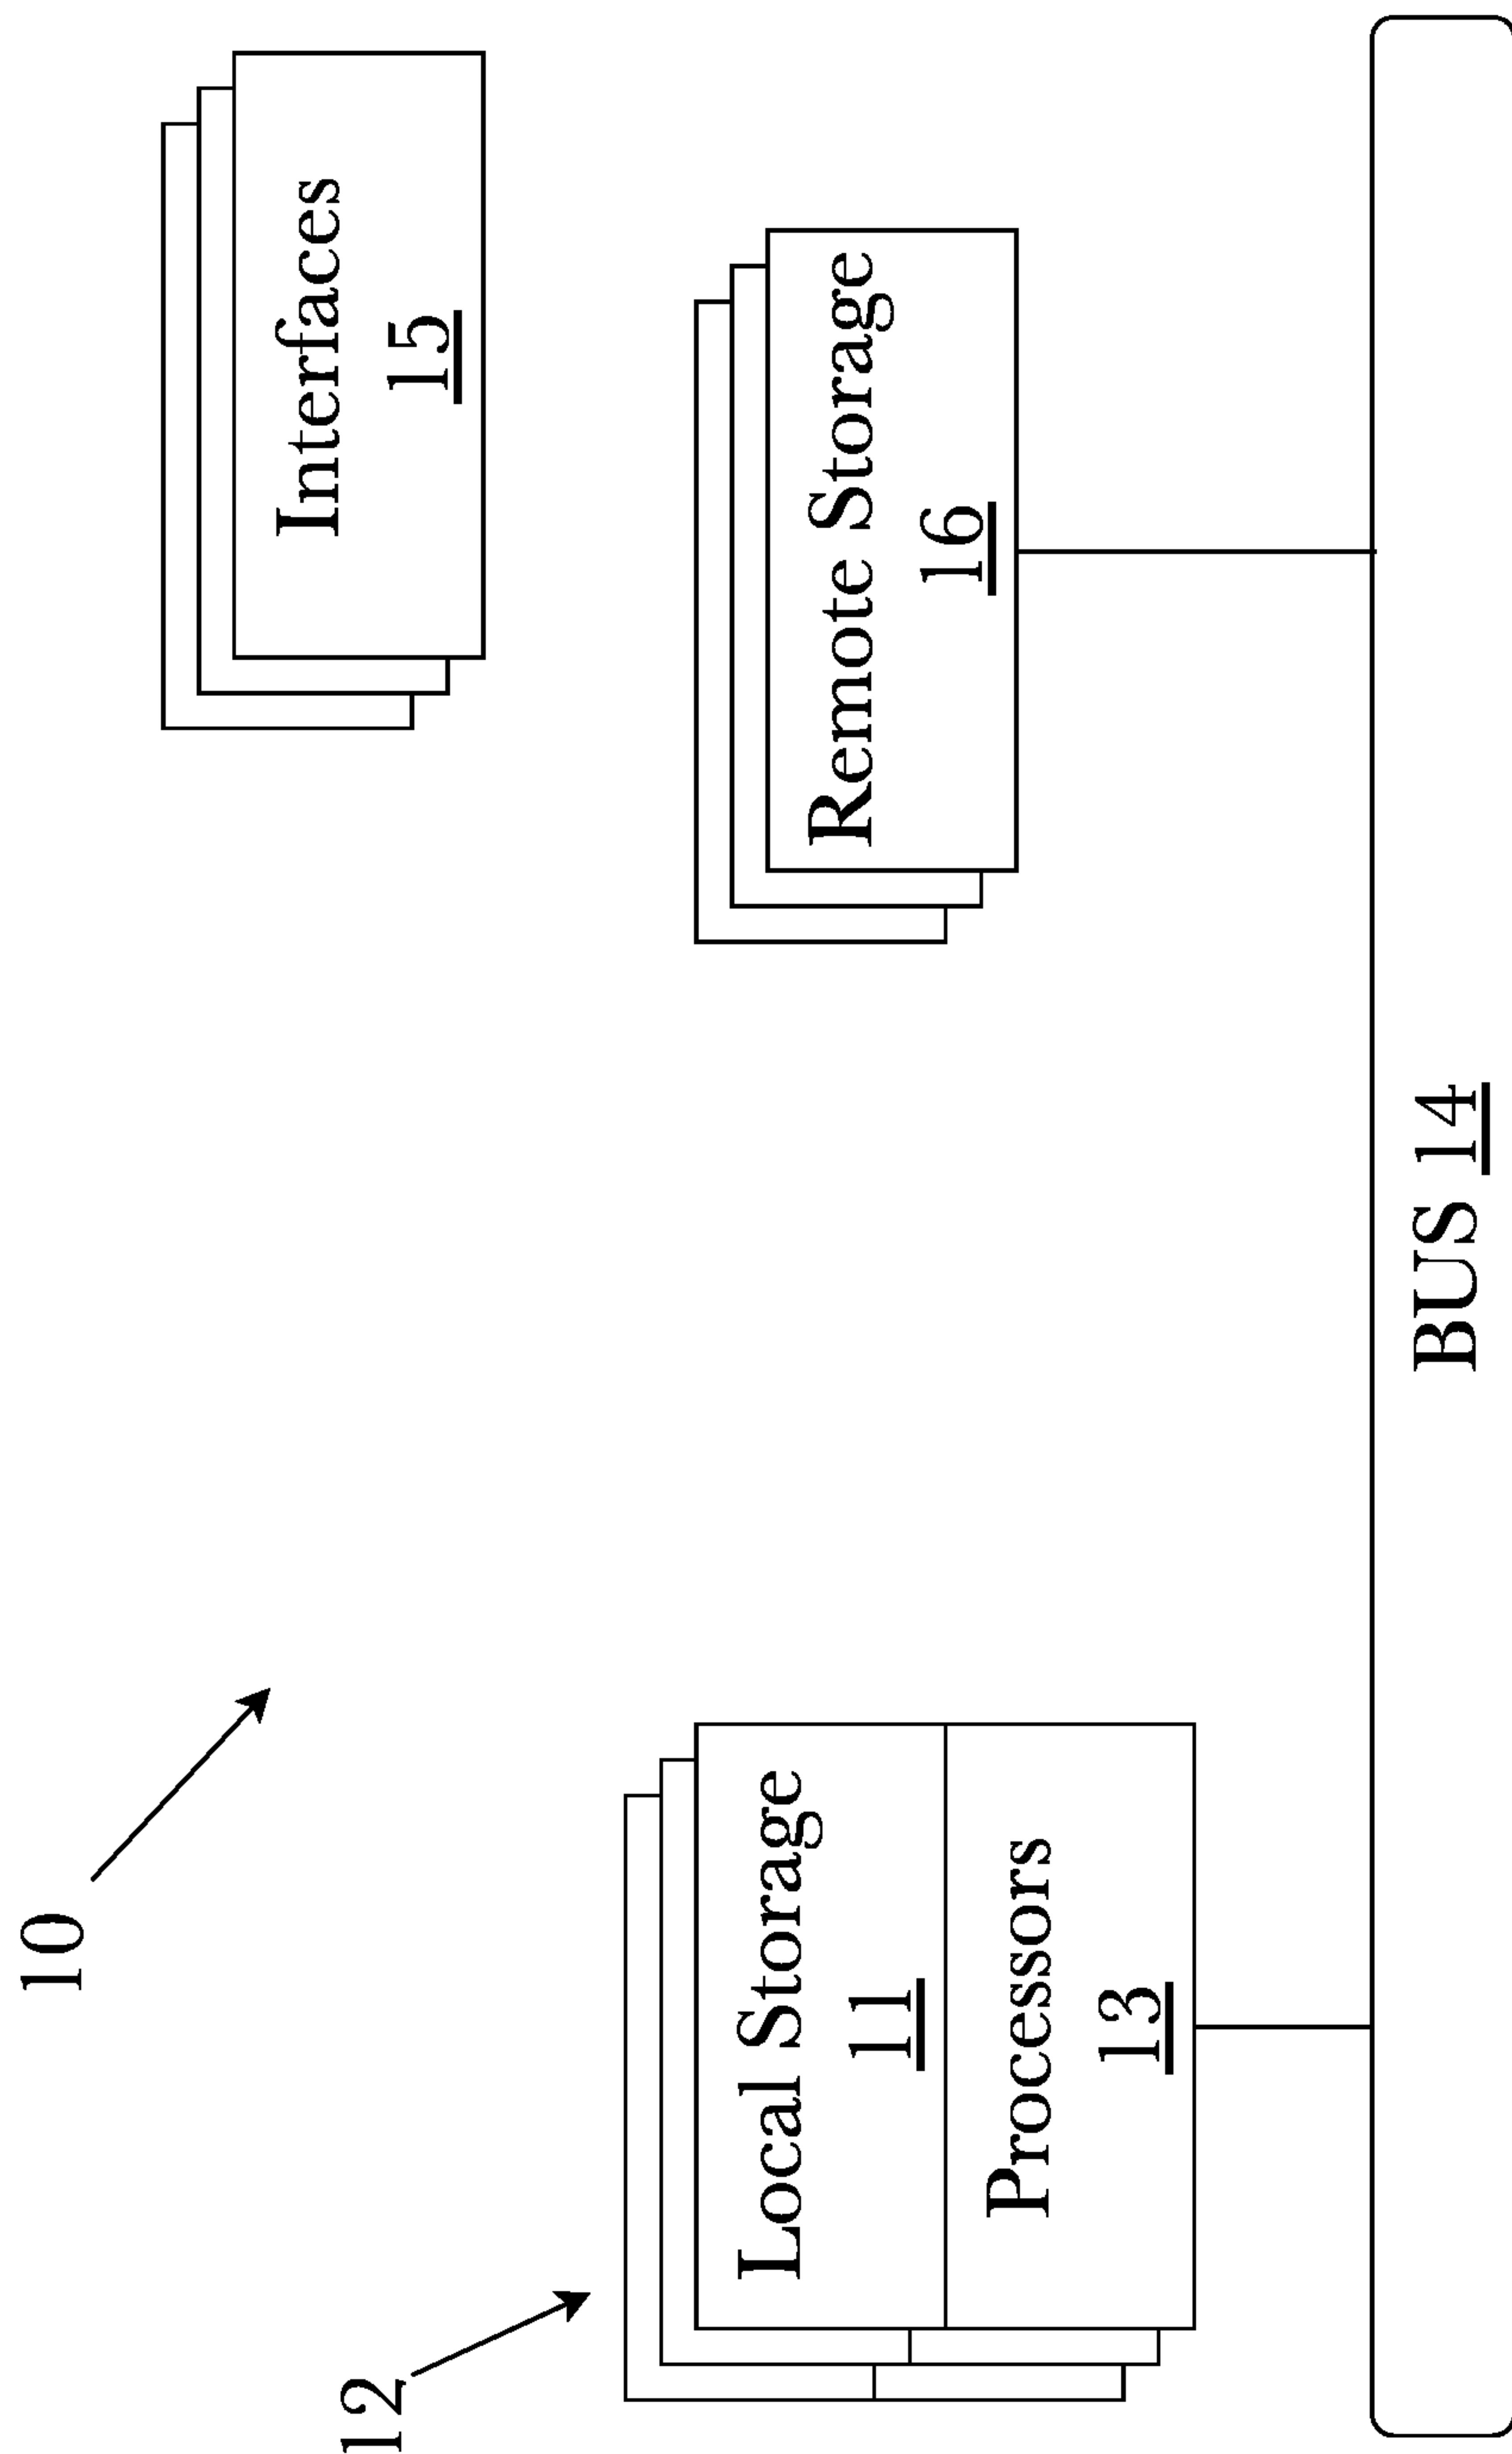 10
Interfaces
15
12
Local Storage
11
Remote Storage
16
Processors
13
BUS 14